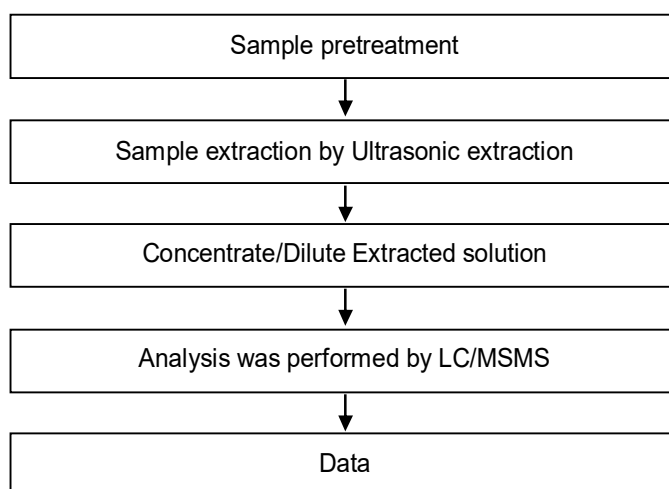 Sample pretreatment
Sample extraction by Ultrasonic extraction
Concentrate/Dilute Extracted solution
Analysis was performed by LC/MSMS
Data